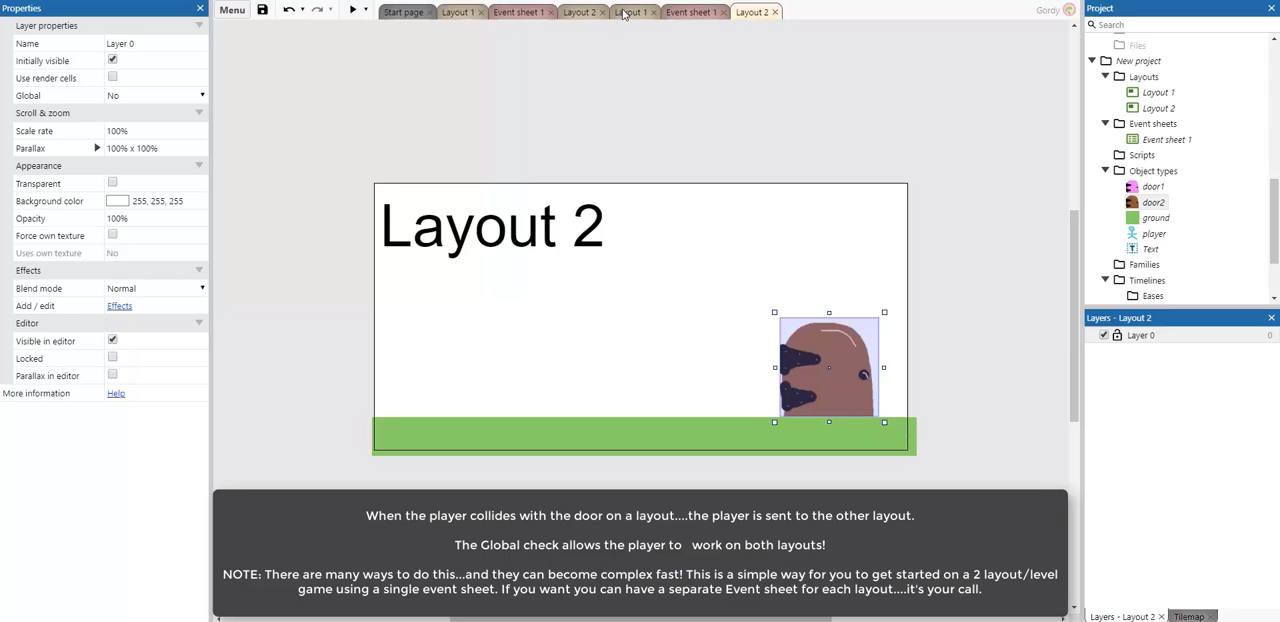 Properties
Menu
Start page
Layout 1
Event sheet 1
Layout 2
Layout 1
Event sheet 1
Layout 2
Gordy
Project
Layer properties
Name Layer 0
Initially visible
Use render cells
Global No
Scroll & zoom
Scale rate 100%
Parallax 100% x 100%
Appearance
Transparent
Background color 255, 255, 255
Opacity 100%
Force own texture
Uses own texture No
Effects
Blend mode Normal
Add / edit Effects
Editor
Visible in editor
Locked
Parallax in editor
More information Help
Layout 2
When the player collides with the door on a layout....the player is sent to the other layout.
The Global check allows the player to work on both layouts!
NOTE: There are many ways to do this...and they can become complex fast! This is a simple way for you to get started on a 2 layout/level
game using a single event sheet. If you want you can have a separate Event sheet for each layout....it's your call.
Search
Files
New project
Layouts
Layout 1
Layout 2
Event sheets
Event sheet 1
Scripts
Object types
door1
door2
ground
player
T Text
Families
Timelines
Eases
Layers - Layout 2
Layer 0 0
Layers - Layout 2
Tilemap